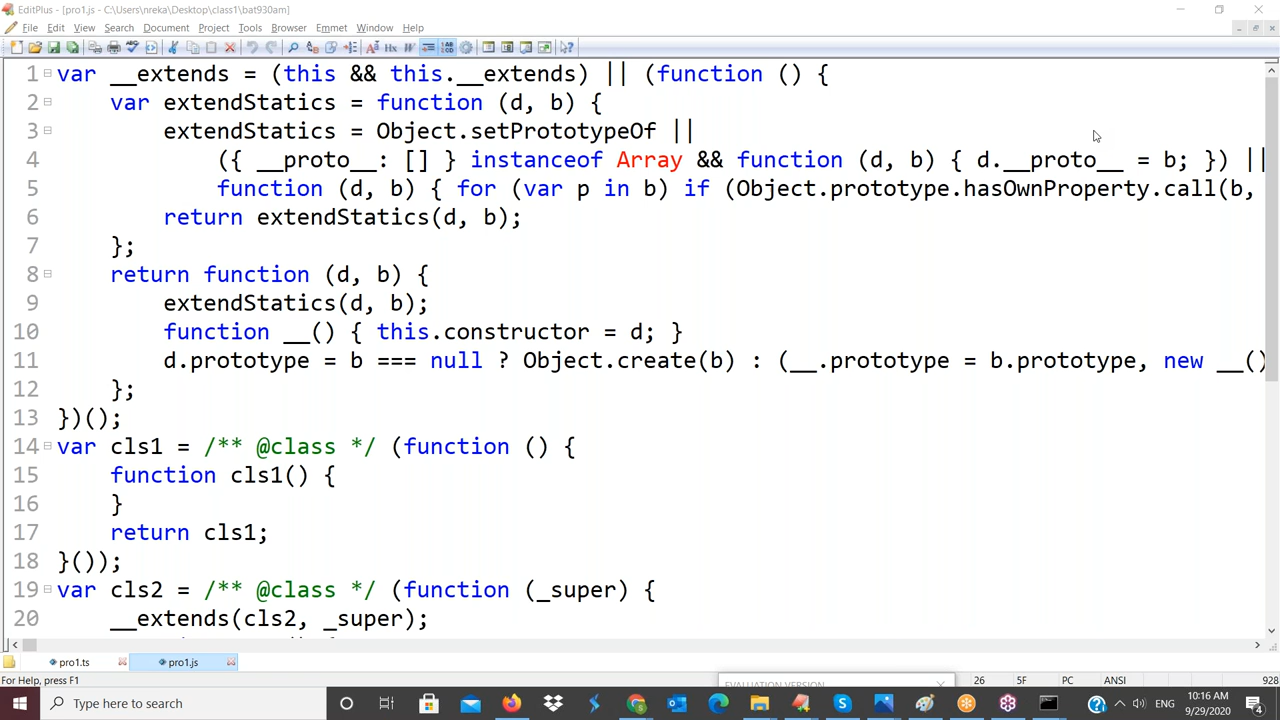 EditPlus - [pro1.js - C:\Users\nreka\Desktop\class1\bat930am]
File Edit View Search Document Project Tools Browser Emmet Window Help
1 var __extends = (this && this.__extends) || (function () {
2 var extendStatics = function (d, b) {
3 extendStatics = Object.setPrototypeOf ||
4 ({ __proto__: [] } instanceof Array && function (d, b) { d.__proto__ = b; }) ||
5 function (d, b) { for (var p in b) if (Object.prototype.hasOwnProperty.call(b,
6 return extendStatics(d, b);
7 };
8 return function (d, b) {
9 extendStatics(d, b);
10 function __() { this.constructor = d; }
11 d.prototype = b === null ? Object.create(b) : (__.prototype = b.prototype, new __()
12 };
13 })();
14 var cls1 = /** @class */ (function () {
15 function cls1() {
16 }
17 return cls1;
18 }());
19 var cls2 = /** @class */ (function (_super) {
20 __extends(cls2, _super);
pro1.ts pro1.js
For Help, press F1 26 5F PC ANSI 928
EVALUATION VERSION
Type here to search
ENG
10:16 AM
9/29/2020
4